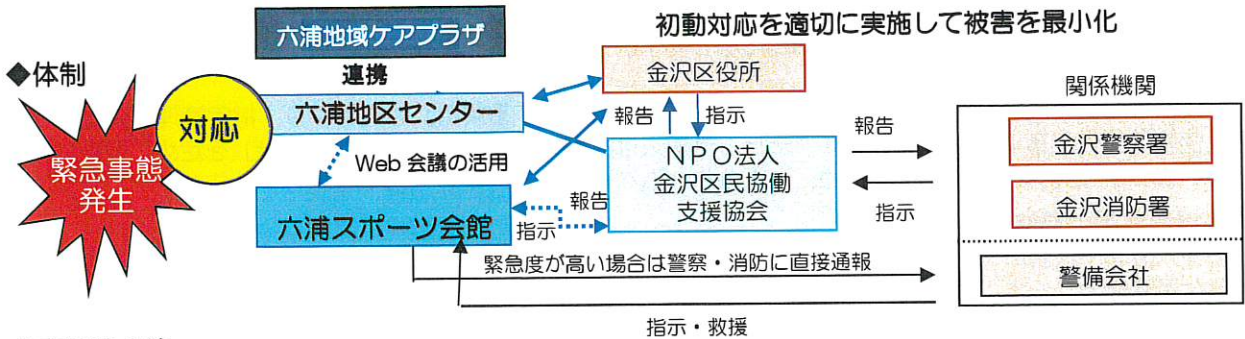 六浦地域ケアプラザ
初動対応を適切に実施して被害を最小化
◆体制
連携
金沢区役所
関係機関
対応
六浦地区センター
報告
指示
報告
金沢警察署
緊急事態
発生
Web 会議の活用
NPO法人
金沢区民協働
支援協会
指示
金沢消防署
六浦スポーツ会館
報告
指示
緊急度が高い場合は警察・消防に直接通報
警備会社
指示・救援